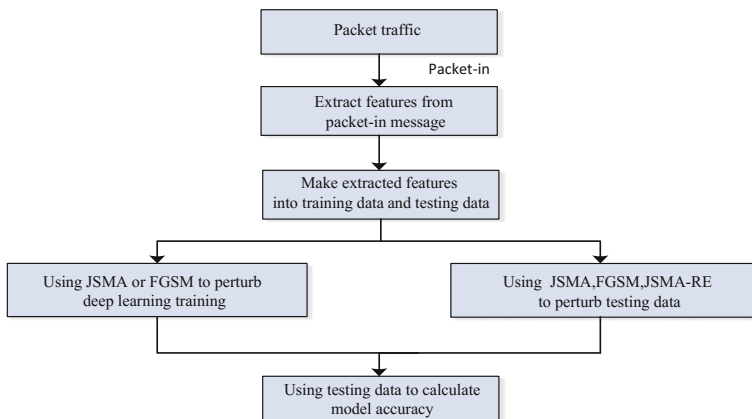 Packet traffic
Packet-in
Extract features from
packet-in message
Make extracted features
into training data and testing data
Using JSMA or FGSM to perturb
deep learning training
Using JSMA,FGSM,JSMA-RE
to perturb testing data
Using testing data to calculate
model accuracy